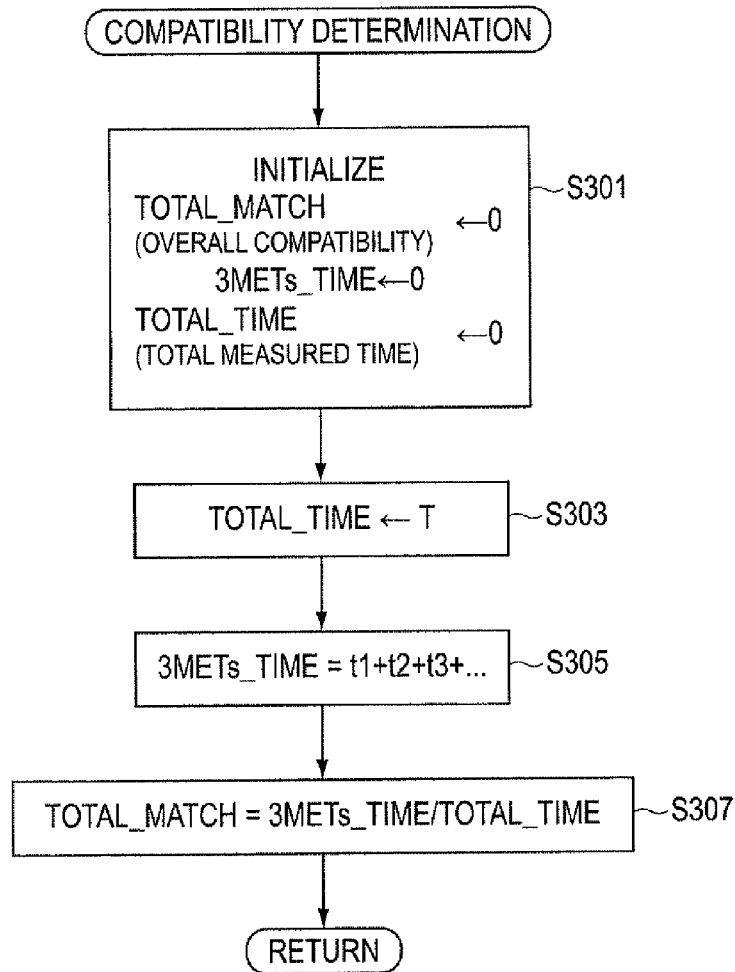 COMPATIBILITY DETERMINATION
INITIALIZE
S301
TOTAL_MATCH
(OVERALL COMPATIBILITY)
←0
3METs_TIME←0
TOTAL_TIME
(TOTAL MEASURED TIME)
←0
TOTAL_TIME ← T
S303
3METs_TIME = t1+t2+t3+...
S305
TOTAL_MATCH = 3METs_TIME/TOTAL_TIME
S307
RETURN